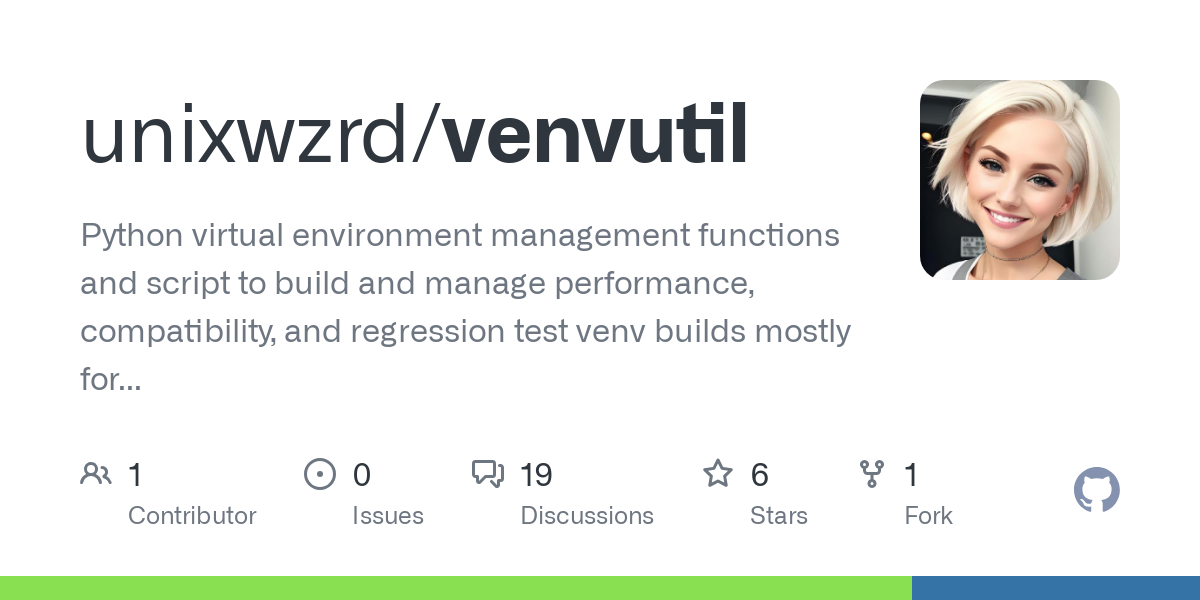 unixwzrd/venvutil
Python virtual environment management functions
and script to build and manage performance,
compatibility, and regression test venv builds mostly
for...
1 0 19 6 1
Contributor Issues Discussions Stars Fork